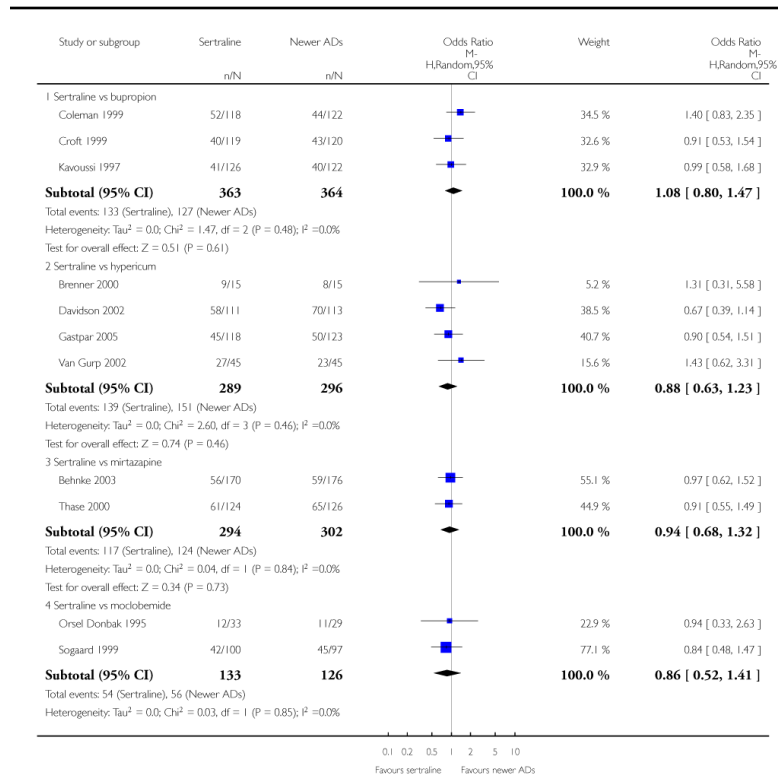 Study or subgroup Sertraline Newer ADs Odds Ratio Weight Odds Ratio
M- M-
H,Random,95% H,Random,95%
n/N n/N CI CI
1 Sertraline vs bupropion
Coleman 1999 52/118 44/122 34.5 % 1.40 [ 0.83, 2.35 ]
Croft 1999 40/119 43/120 32.6 % 0.91 [ 0.53, 1.54 ]
Kavoussi 1997 41/126 40/122 32.9 % 0.99 [ 0.58, 1.68 ]
Subtotal (95% CI) 363 364 100.0 % 1.08 [ 0.80, 1.47 ]
Total events: 133 (Sertraline), 127 (Newer ADs)
Heterogeneity: Tau² = 0.0; Chi² = 1.47, df = 2 (P = 0.48); I² =0.0%
Test for overall effect: Z = 0.51 (P = 0.61)
2 Sertraline vs hypericum
Brenner 2000 9/15 8/15 5.2 % 1.31 [ 0.31, 5.58 ]
Davidson 2002 58/111 70/113 38.5 % 0.67 [ 0.39, 1.14 ]
Gastpar 2005 45/118 50/123 40.7 % 0.90 [ 0.54, 1.51 ]
Van Gurp 2002 27/45 23/45 15.6 % 1.43 [ 0.62, 3.31 ]
Subtotal (95% CI) 289 296 100.0 % 0.88 [ 0.63, 1.23 ]
Total events: 139 (Sertraline), 151 (Newer ADs)
Heterogeneity: Tau² = 0.0; Chi² = 2.60, df = 3 (P = 0.46); I² =0.0%
Test for overall effect: Z = 0.74 (P = 0.46)
3 Sertraline vs mirtazapine
Behnke 2003 56/170 59/176 55.1 % 0.97 [ 0.62, 1.52 ]
Thase 2000 61/124 65/126 44.9 % 0.91 [ 0.55, 1.49 ]
Subtotal (95% CI) 294 302 100.0 % 0.94 [ 0.68, 1.32 ]
Total events: 117 (Sertraline), 124 (Newer ADs)
Heterogeneity: Tau² = 0.0; Chi² = 0.04, df = 1 (P = 0.84); I² =0.0%
Test for overall effect: Z = 0.34 (P = 0.73)
4 Sertraline vs moclobemide
Orsel Donbak 1995 12/33 11/29 22.9 % 0.94 [ 0.33, 2.63 ]
Sogaard 1999 42/100 45/97 77.1 % 0.84 [ 0.48, 1.47 ]
Subtotal (95% CI) 133 126 100.0 % 0.86 [ 0.52, 1.41 ]
Total events: 54 (Sertraline), 56 (Newer ADs)
Heterogeneity: Tau² = 0.0; Chi² = 0.03, df = 1 (P = 0.85); I² =0.0%
0.1 0.2 0.5 1 2 5 10
Favours sertraline Favours newer ADs